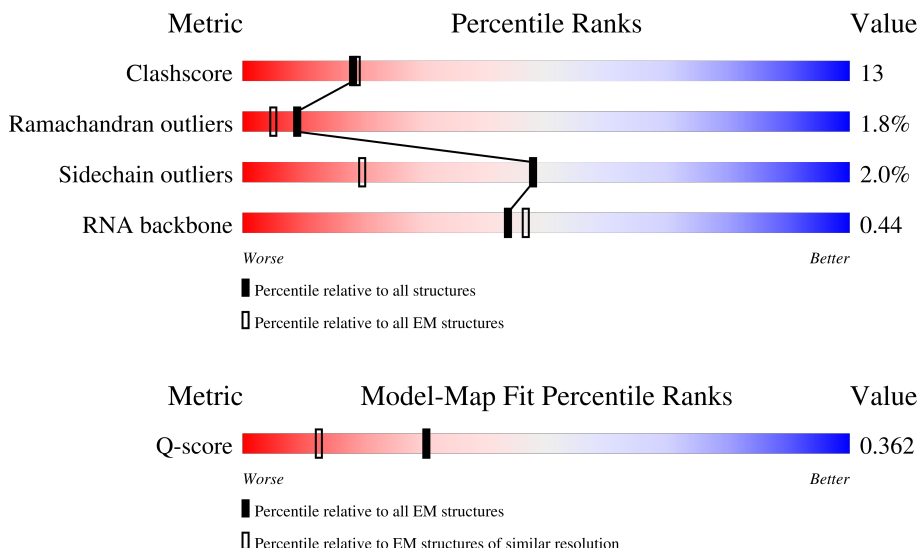 Metric Percentile Ranks Value
Clashscore 13
Ramachandran outliers 1.8%
Sidechain outliers 2.0%
RNA backbone 0.44
Worse Better
Percentile relative to all structures
Percentile relative to all EM structures
Metric Model-Map Fit Percentile Ranks Value
Q-score 0.362
Worse Better
Percentile relative to all EM structures
Percentile relative to EM structures of similar resolution